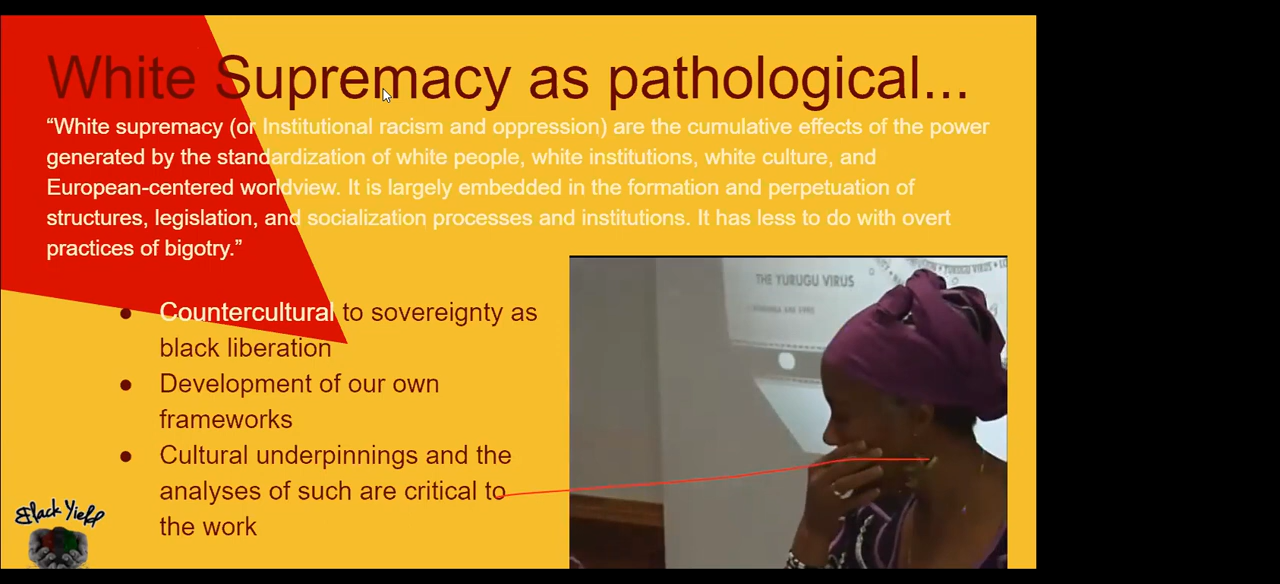 White Supremacy as pathological...
“White supremacy (or Institutional racism and oppression) are the cumulative effects of the power
generated by the standardization of white people, white institutions, white culture, and
European-centered worldview. It is largely embedded in the formation and perpetuation of
structures, legislation, and socialization processes and institutions. It has less to do with overt
practices of bigotry.”
● Countercultural to sovereignty as
black liberation
● Development of our own
frameworks
● Cultural underpinnings and the
analyses of such are critical to
the work
THE YURUGU VIRUS
Black Yield